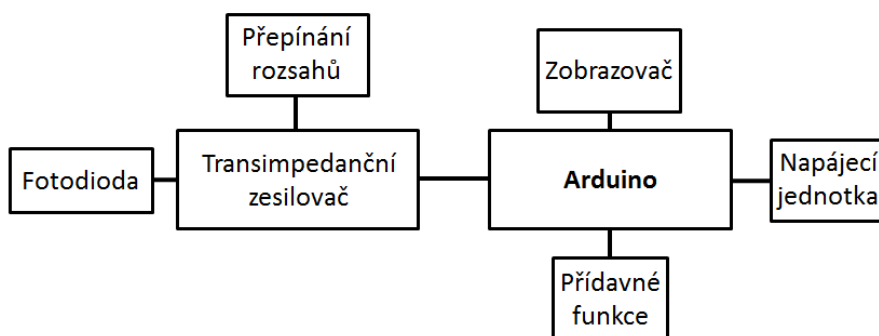 Přepínání
rozsahů
Zobrazovač
Fotodioda
Transimpedanční
zesilovač
Arduino
Napájecí
jednotka
Přídavné
funkce